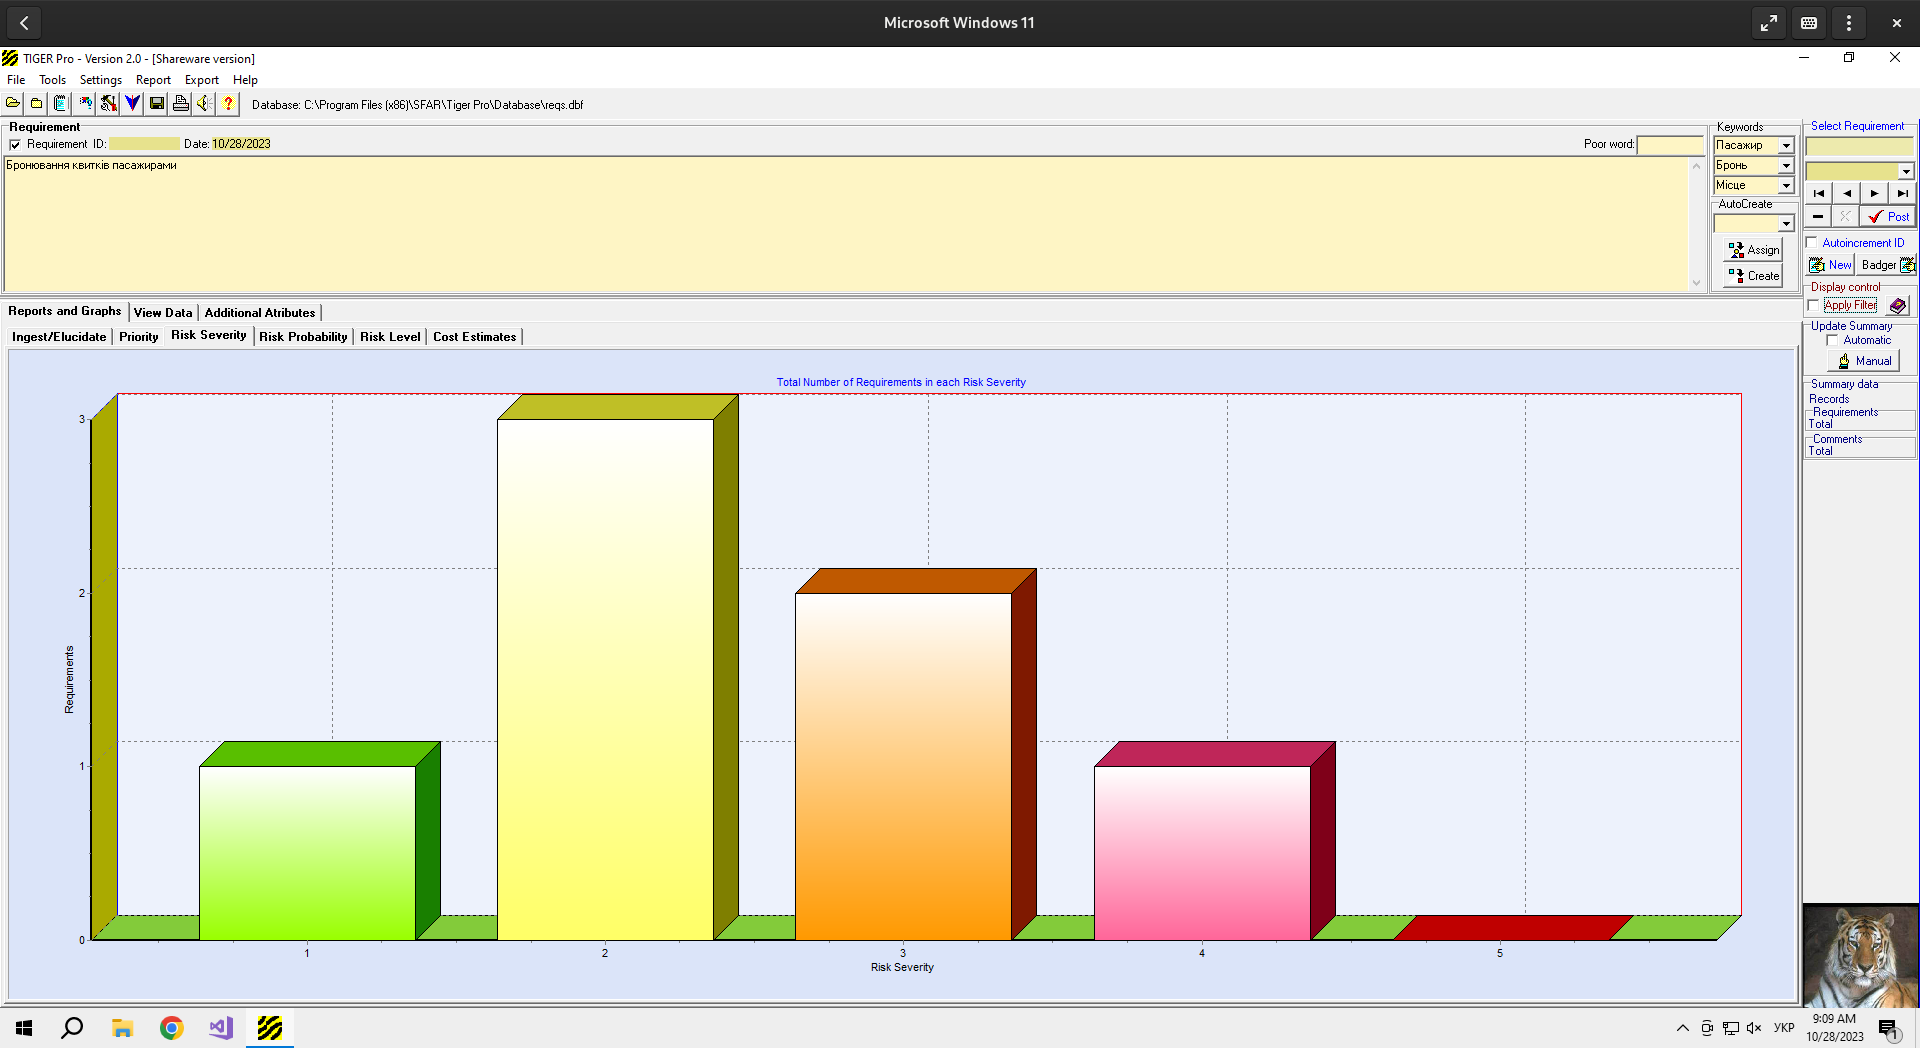 Microsoft Windows 11
TIGER Pro - Version 2.0 - [Shareware version]
File Tools Settings Report Export Help
Database: C:\Program Files (x86)\SFAR\Tiger Pro\Database\reqs.dbf
Requirement
Requirement ID: Date: 10/28/2023
Poor word:
Бронювання квитків пасажирами
Keywords
Пасажир
Бронь
Місце
AutoCreate
Assign
Create
Select Requirement
Post
Autoincrement ID
New Badger
Display control
Apply Filter
Update Summary
Automatic
Manual
Summary data
Records
Requirements
Total
Comments
Total
Reports and Graphs View Data Additional Atributes
Ingest/Elucidate Priority Risk Severity Risk Probability Risk Level Cost Estimates
Total Number of Requirements in each Risk Severity
3
2
1
0
Requirements
1 2 3 4 5
Risk Severity
УКР
9:09 AM
10/28/2023
1